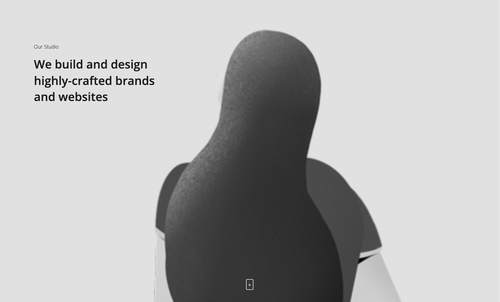 Our Studio
We build and design
highly-crafted brands
and websites